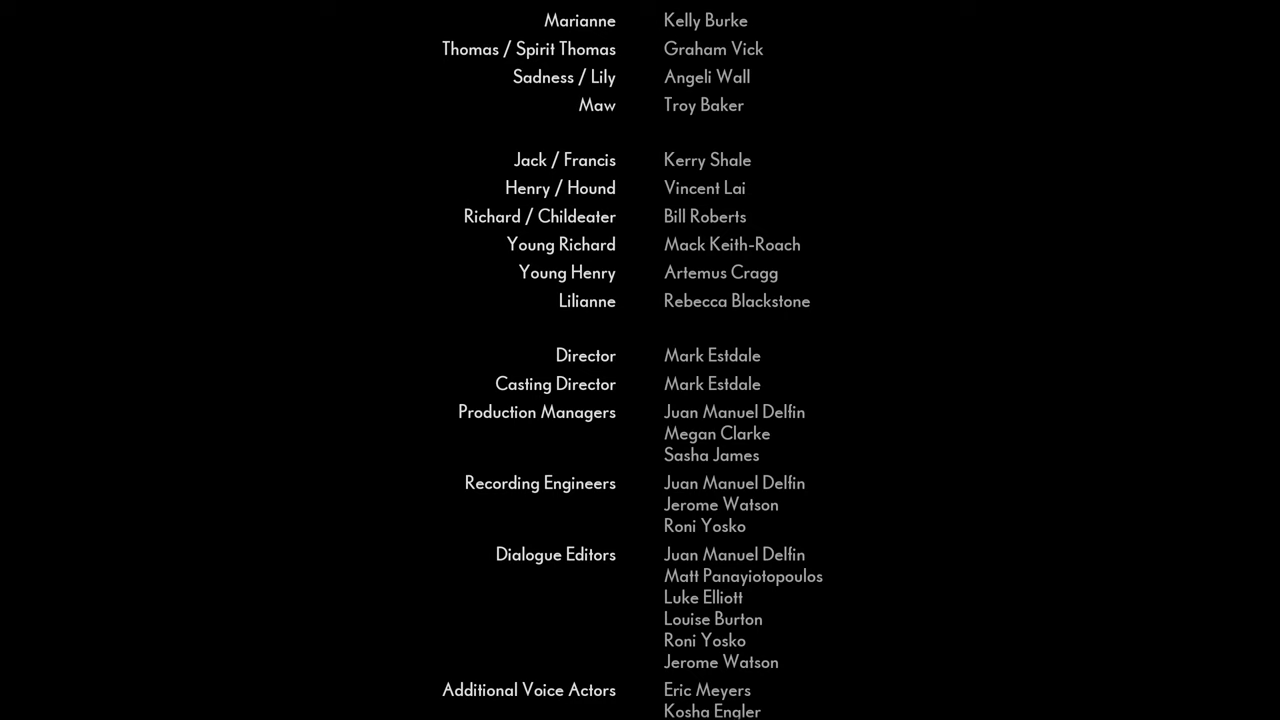 Marianne Kelly Burke
Thomas / Spirit Thomas Graham Vick
Sadness / Lily Angeli Wall
Maw Troy Baker
Jack / Francis Kerry Shale
Henry / Hound Vincent Lai
Richard / Childeater Bill Roberts
Young Richard Mack Keith-Roach
Young Henry Artemus Cragg
Lilianne Rebecca Blackstone
Director Mark Estdale
Casting Director Mark Estdale
Production Managers Juan Manuel Delfin
Megan Clarke
Sasha James
Recording Engineers Juan Manuel Delfin
Jerome Watson
Roni Yosko
Dialogue Editors Juan Manuel Delfin
Matt Panayiotopoulos
Luke Elliott
Louise Burton
Roni Yosko
Jerome Watson
Additional Voice Actors Eric Meyers
Kosha Engler